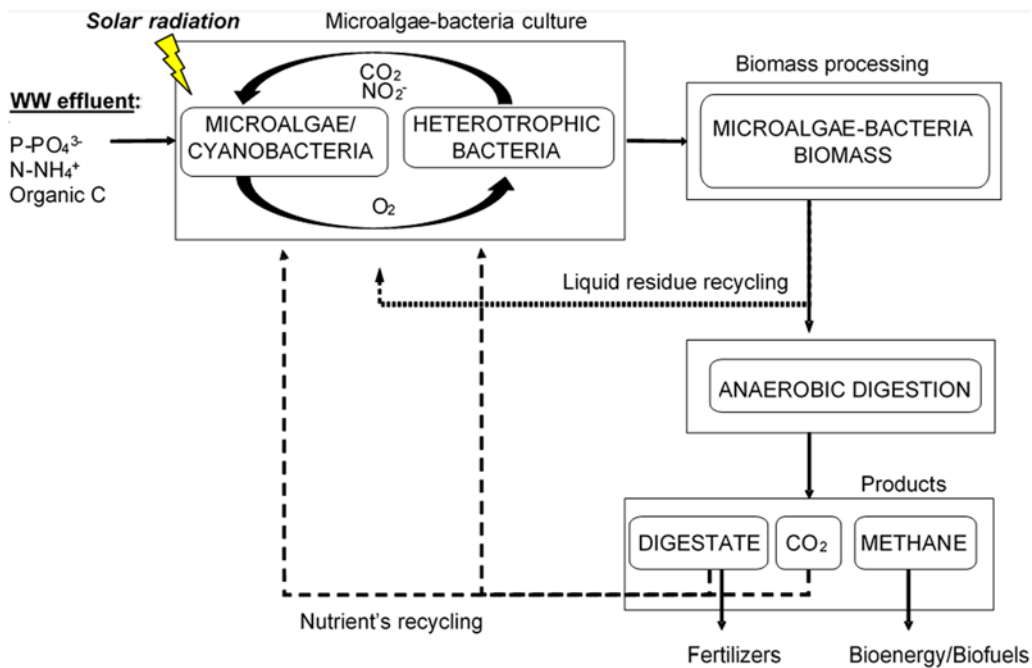 Solar radiation
Microalgae-bacteria culture
WW effluent:
P-PO₄³⁻
N-NH₄⁺
Organic C
CO₂
NO₂⁻
MICROALGAE/
CYANOBACTERIA
HETEROTROPHIC
BACTERIA
O₂
Biomass processing
MICROALGAE-BACTERIA
BIOMASS
Liquid residue recycling
ANAEROBIC DIGESTION
Products
DIGESTATE
CO₂
METHANE
Nutrient's recycling
Fertilizers
Bioenergy/Biofuels